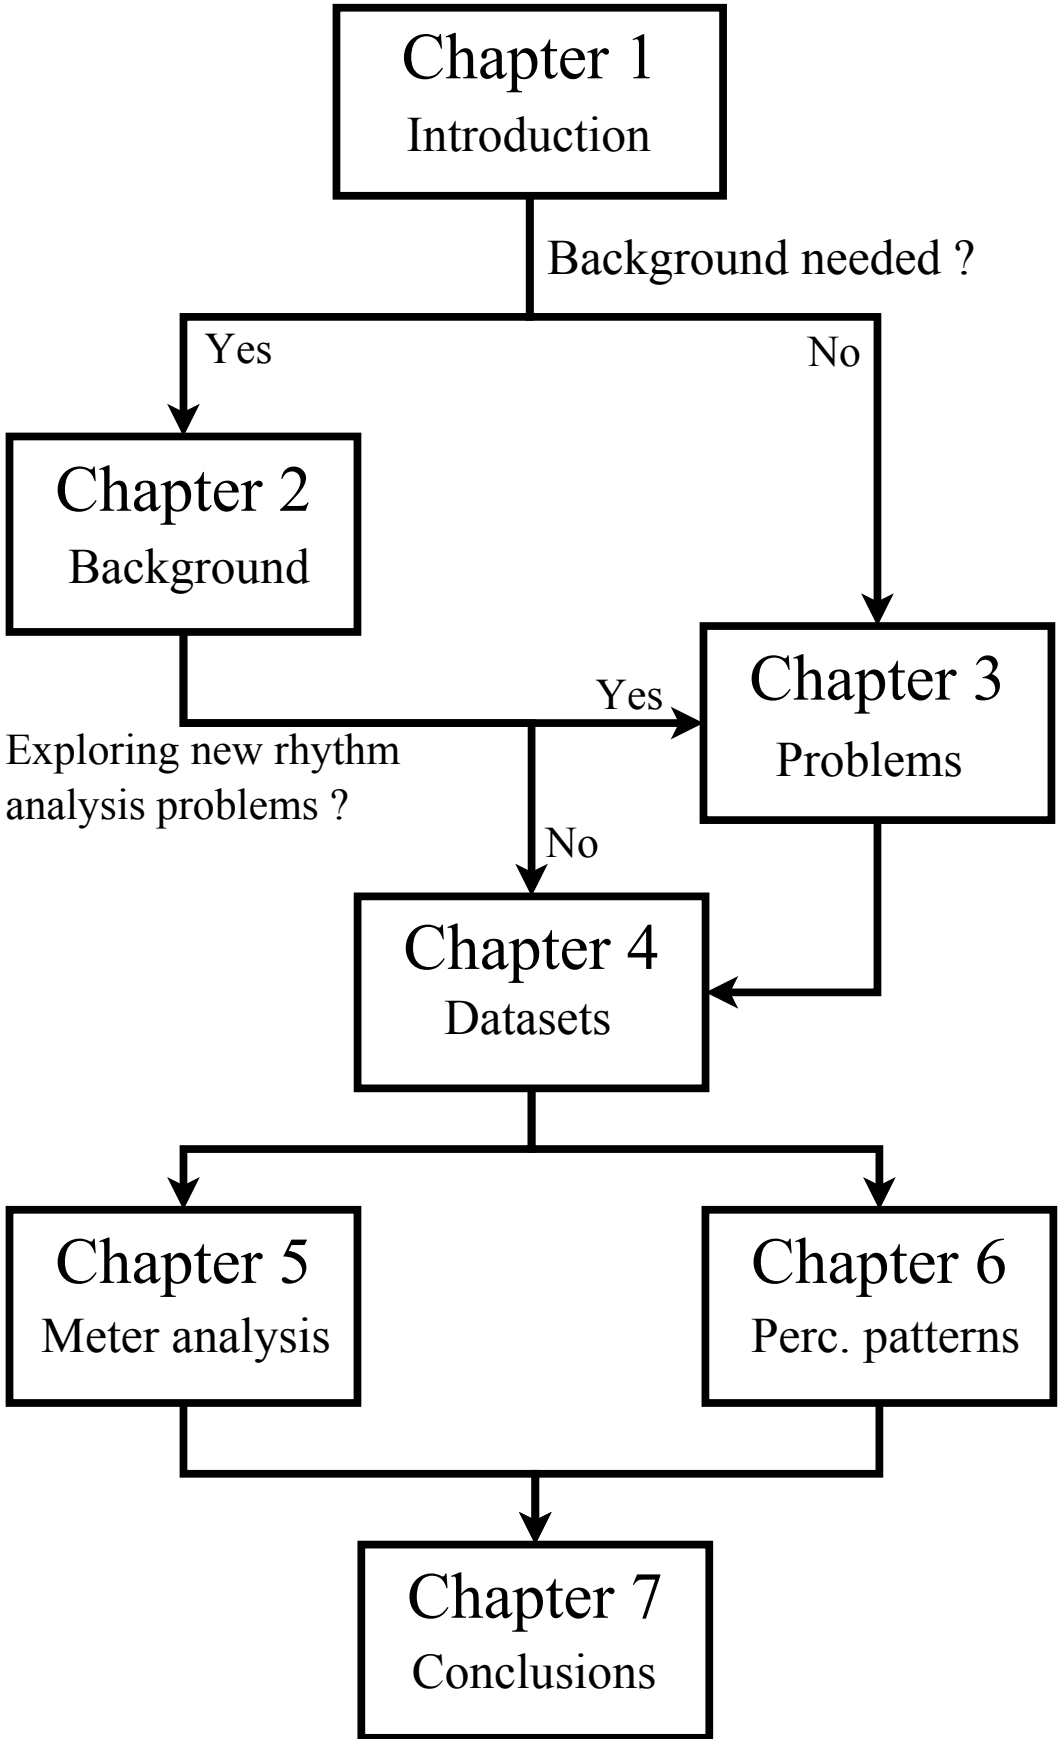 Chapter 1
Introduction
Background needed ?
Yes
No
Chapter 2
Background
Yes
Chapter 3
Problems
Exploring new rhythm
analysis problems ?
No
Chapter 4
Datasets
Chapter 5
Meter analysis
Chapter 6
Perc. patterns
Chapter 7
Conclusions